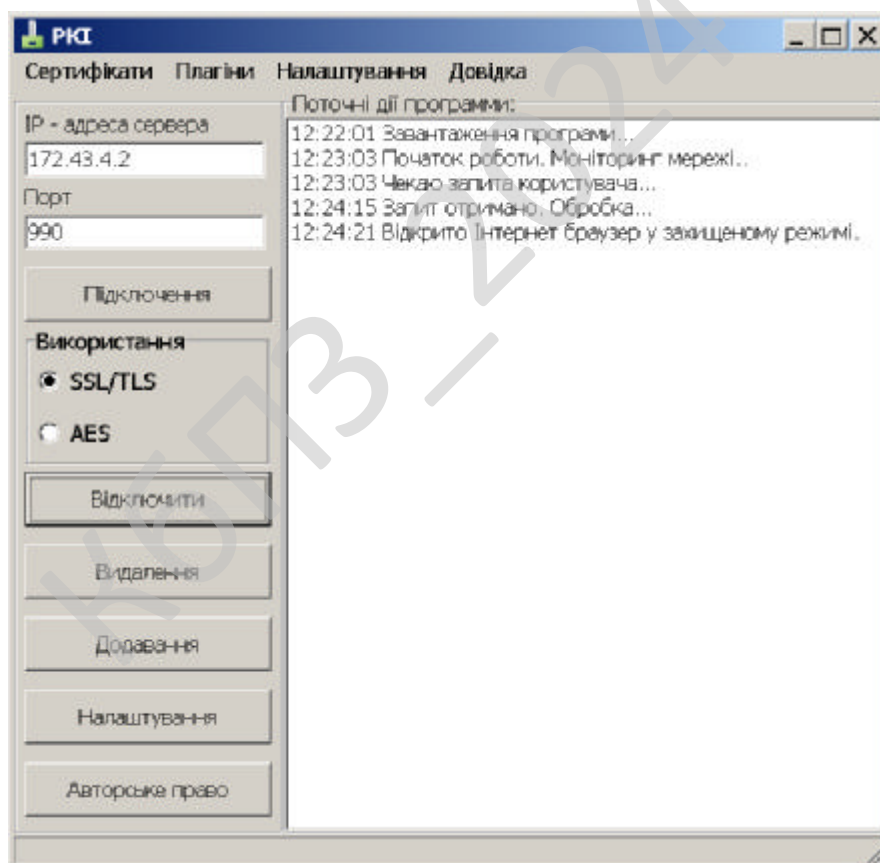 PKI
Сертифікати Плагіни Налаштування Довідка
IP - адреса сервера
172.43.4.2
Порт
990
Підключення
Використання
SSL/TLS
AES
Відключити
Видалення
Додавання
Налаштування
Авторське право
Поточні дії программи:
12:22:01 Завантаження програми...
12:23:03 Початок роботи. Моніторинг мережі..
12:23:03 Чекаю запита користувача...
12:24:15 Запит отримано. Обробка...
12:24:21 Відкрито Інтернет браузер у захищеному режимі.
КБПЗ_2024